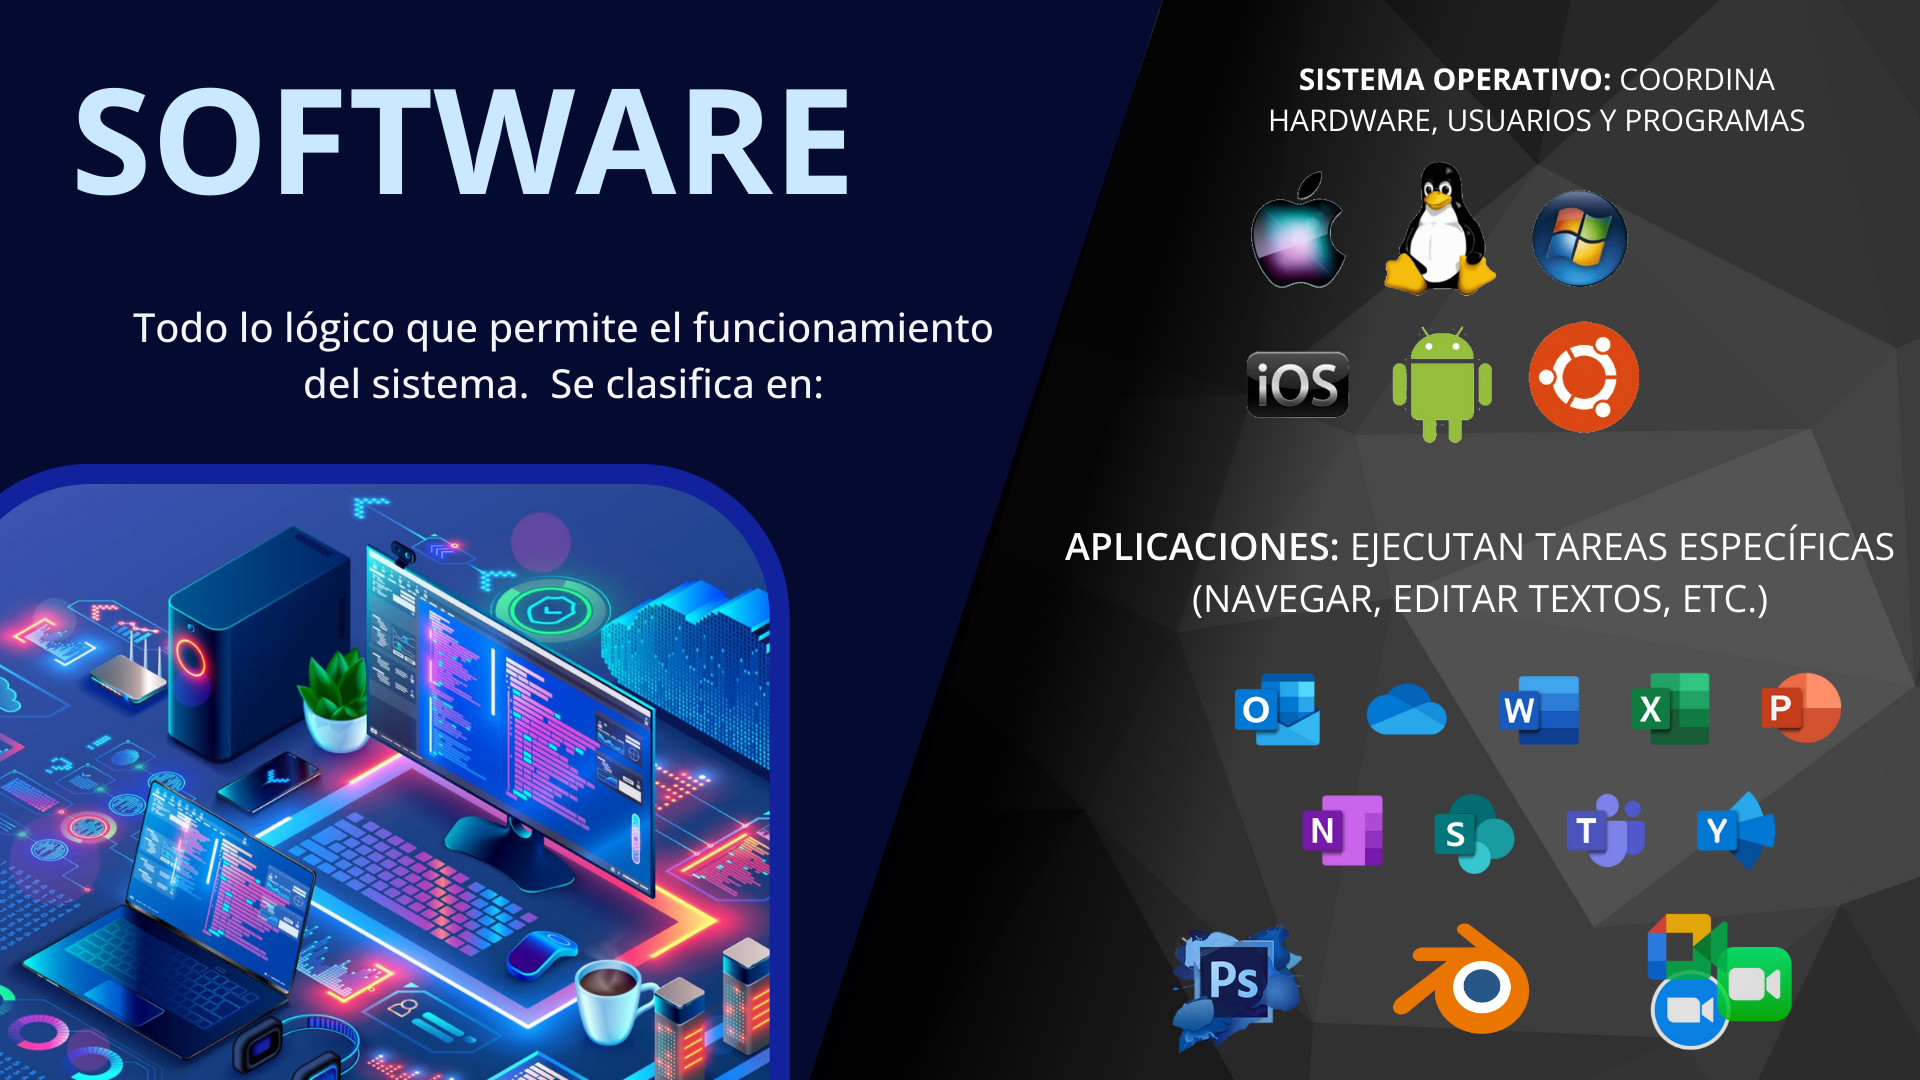 SOFTWARE
Todo lo lógico que permite el funcionamiento
del sistema.  Se clasifica en:
SISTEMA OPERATIVO: COORDINA
HARDWARE, USUARIOS Y PROGRAMAS
iOS
APLICACIONES: EJECUTAN TAREAS ESPECÍFICAS
(NAVEGAR, EDITAR TEXTOS, ETC.)
O
W
X
P
N
S
T
Y
Ps